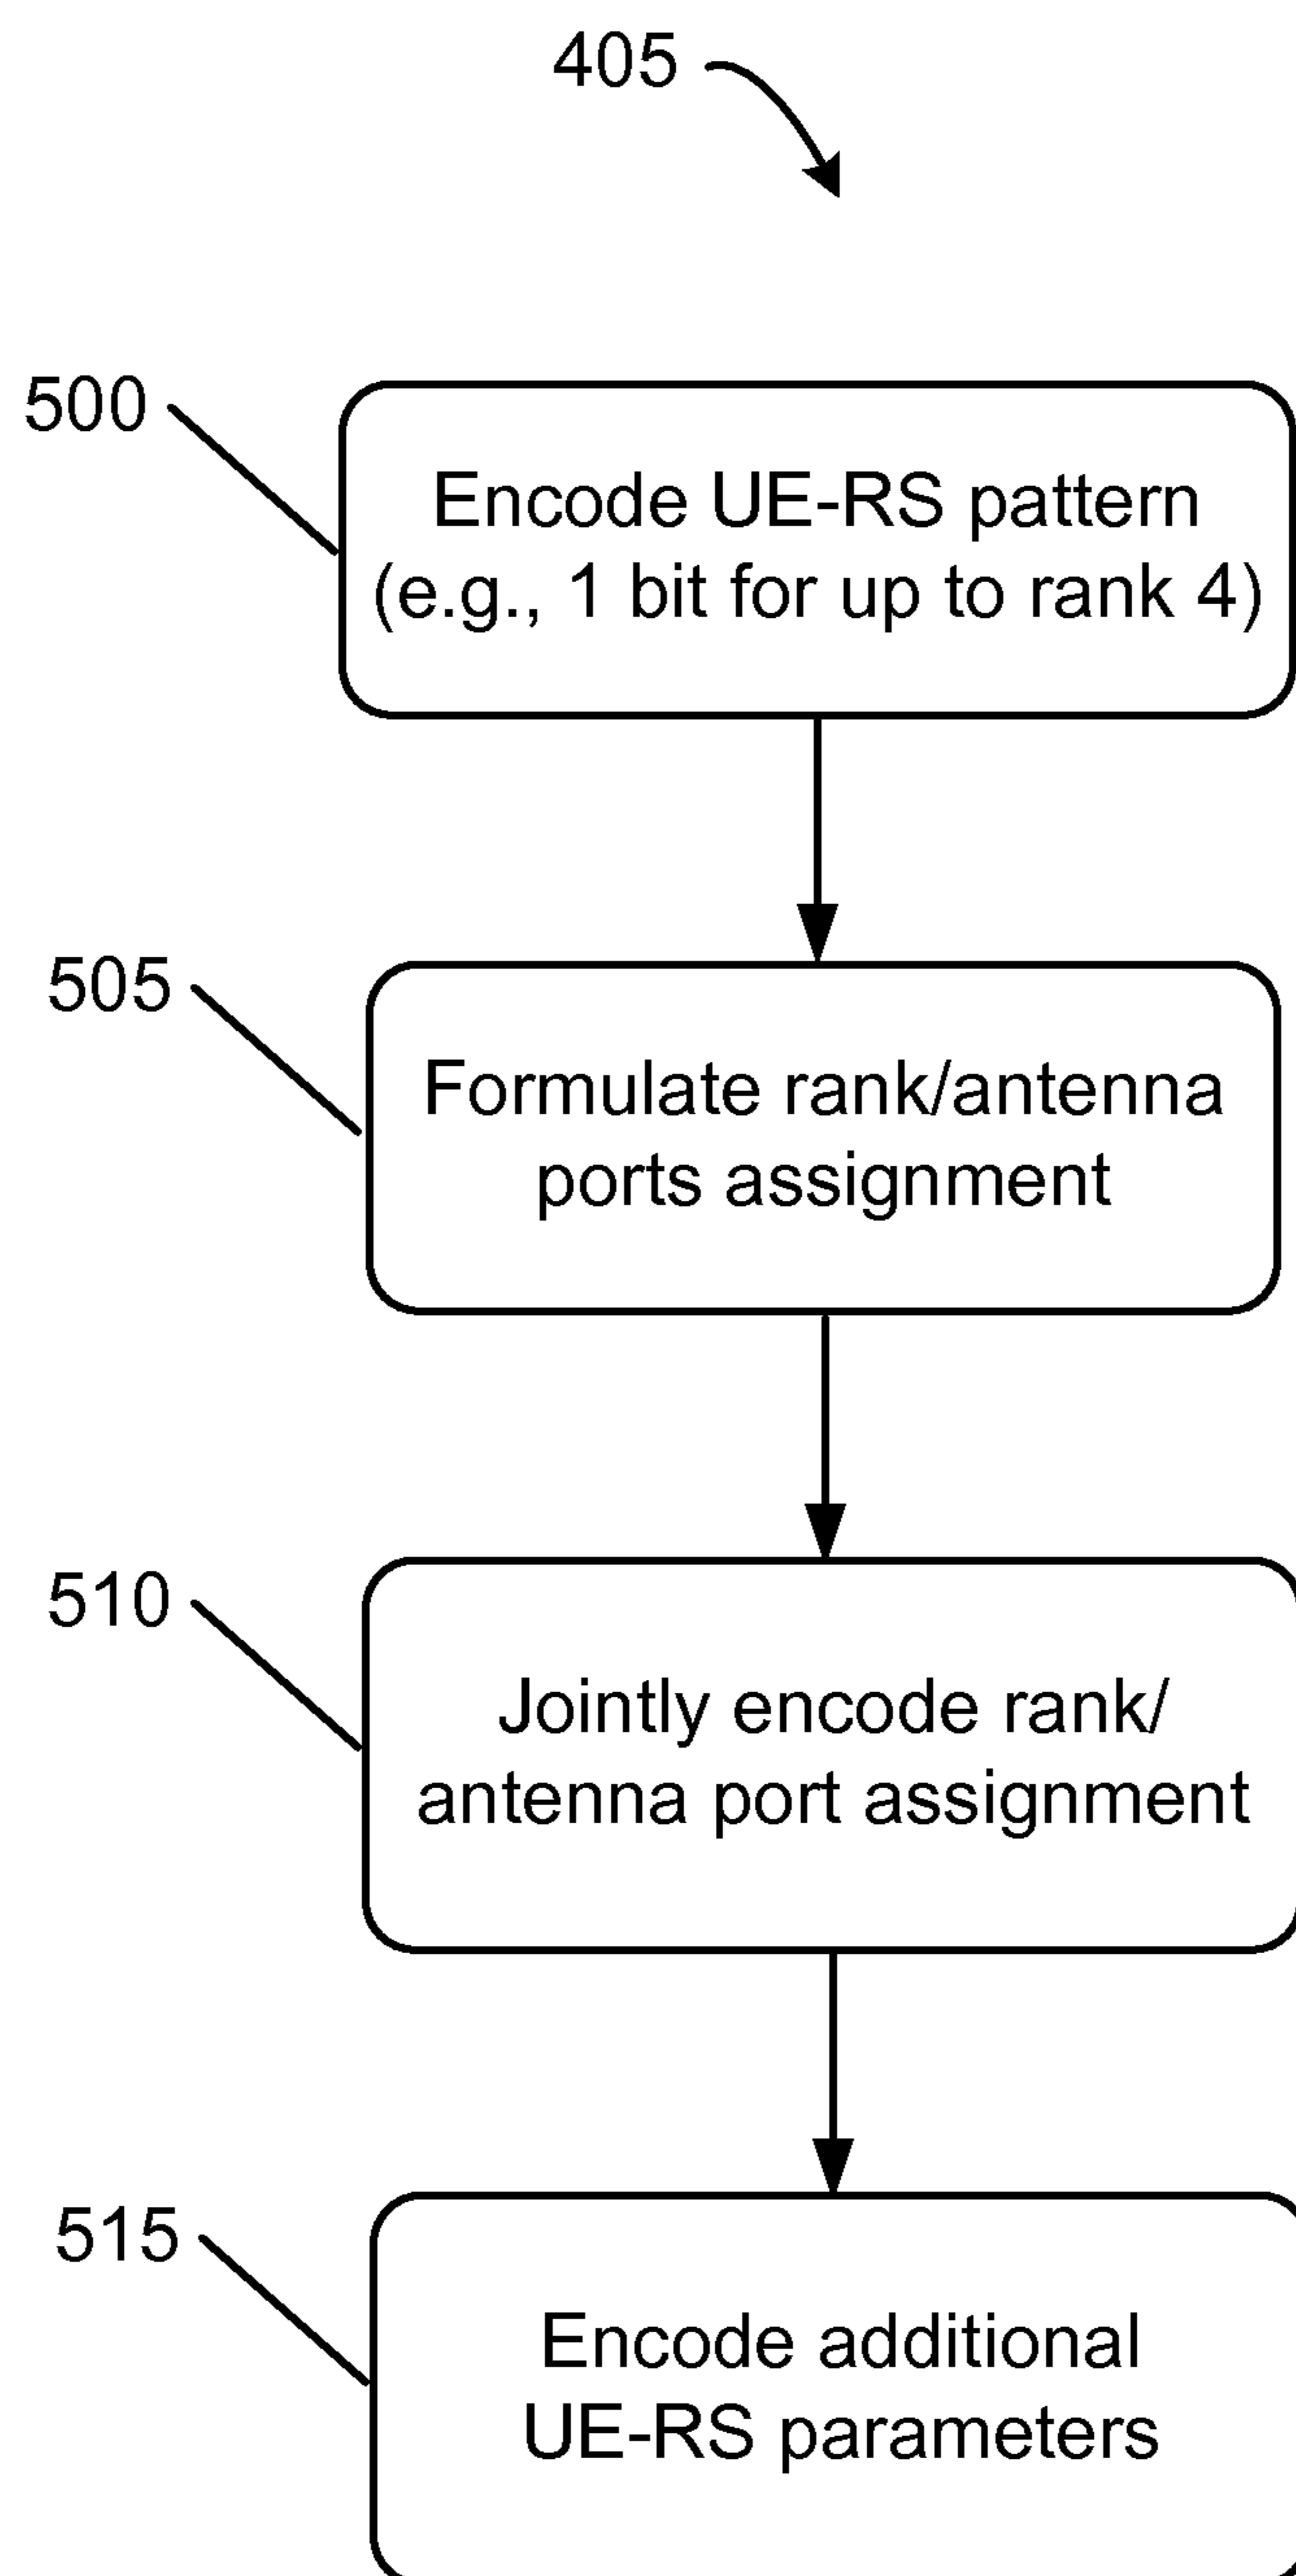 405
500
Encode UE-RS pattern
(e.g., 1 bit for up to rank 4)
505
Formulate rank/antenna
ports assignment
510
Jointly encode rank/
antenna port assignment
515
Encode additional
UE-RS parameters